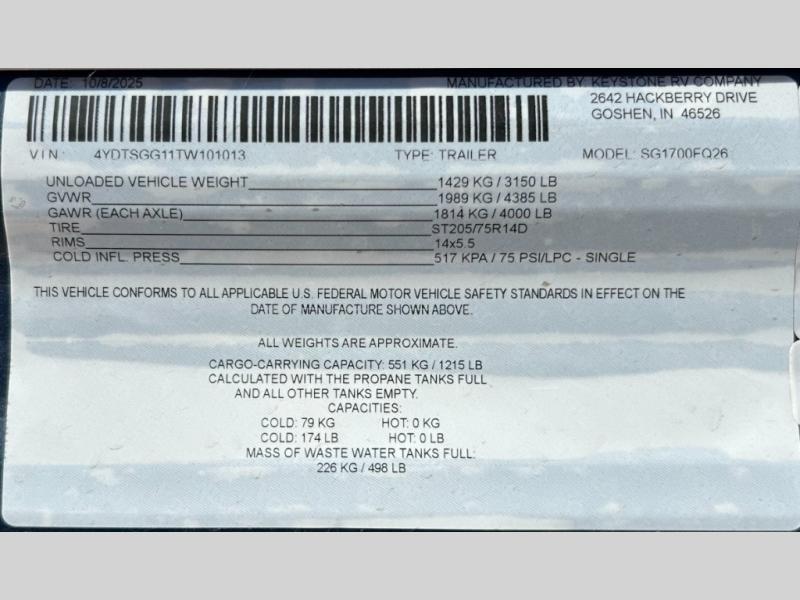 DATE: 10/8/2025 MANUFACTURED BY: KEYSTONE RV COMPANY
2642 HACKBERRY DRIVE
GOSHEN, IN 46526
VIN: 4YDTSGG11TW101013 TYPE: TRAILER MODEL: SG1700FQ26
UNLOADED VEHICLE WEIGHT 1429 KG / 3150 LB
GVWR 1989 KG / 4385 LB
GAWR (EACH AXLE) 1814 KG / 4000 LB
TIRE ST205/75R14D
RIMS 14x5.5
COLD INFL. PRESS 517 KPA / 75 PSI/LPC - SINGLE
THIS VEHICLE CONFORMS TO ALL APPLICABLE U.S. FEDERAL MOTOR VEHICLE SAFETY STANDARDS IN EFFECT ON THE
DATE OF MANUFACTURE SHOWN ABOVE.
ALL WEIGHTS ARE APPROXIMATE.
CARGO-CARRYING CAPACITY: 551 KG / 1215 LB
CALCULATED WITH THE PROPANE TANKS FULL
AND ALL OTHER TANKS EMPTY.
CAPACITIES:
COLD: 79 KG HOT: 0 KG
COLD: 174 LB HOT: 0 LB
MASS OF WASTE WATER TANKS FULL:
226 KG / 498 LB